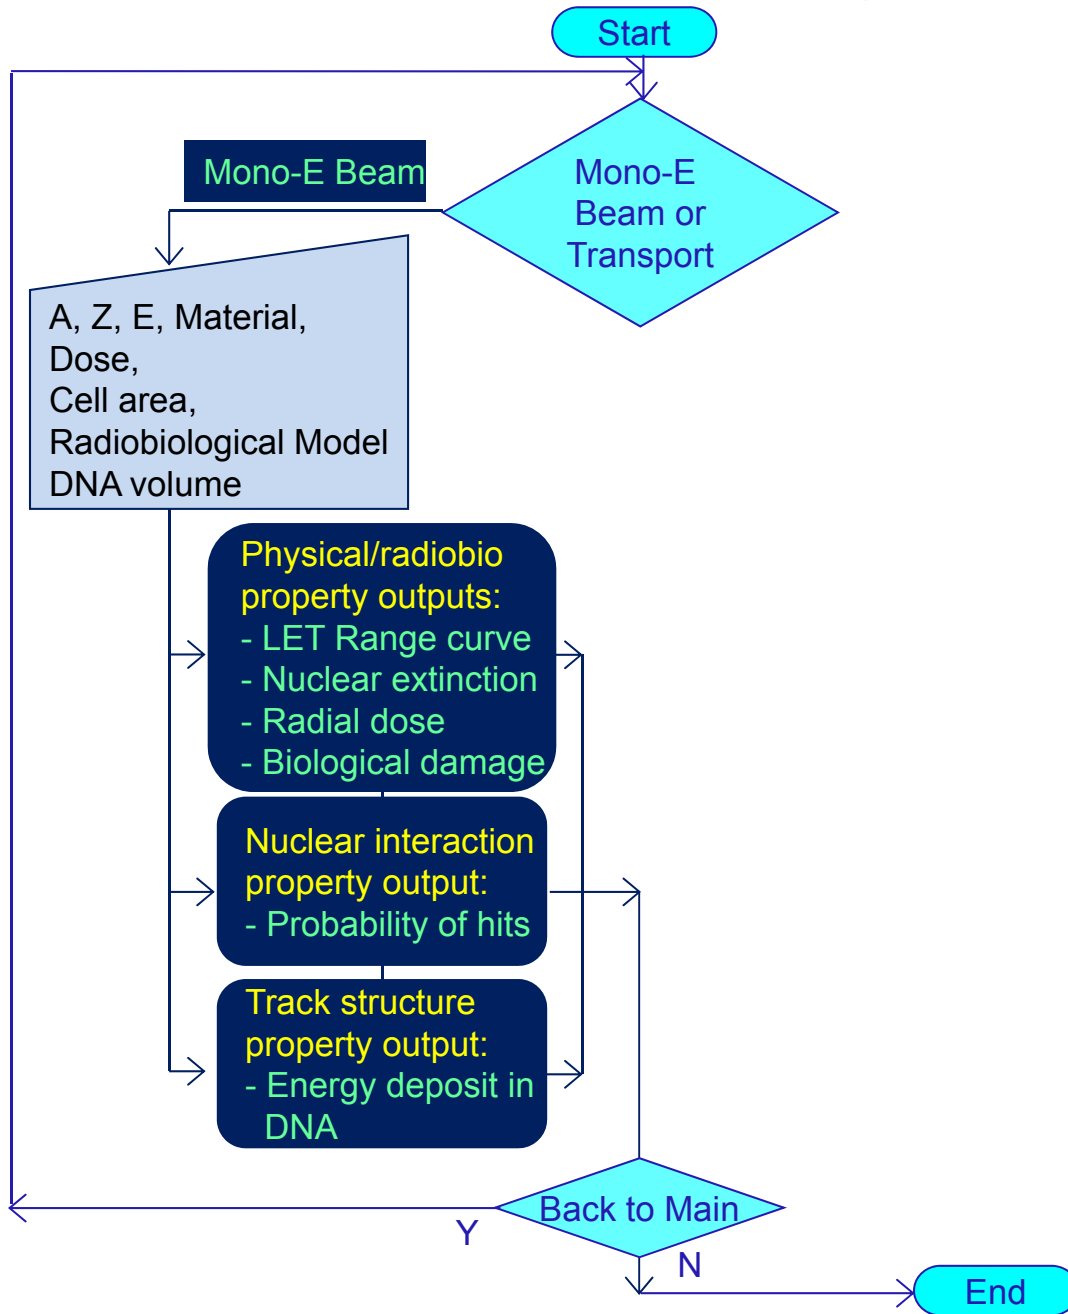 Start
Mono-E Beam
Mono-E
Beam or
Transport
A, Z, E, Material,
Dose,
Cell area,
Radiobiological Model
DNA volume
Physical/radiobio
property outputs:
- LET Range curve
- Nuclear extinction
- Radial dose
- Biological damage
Nuclear interaction
property output:
- Probability of hits
Track structure
property output:
- Energy deposit in
DNA
Back to Main
Y
N
End